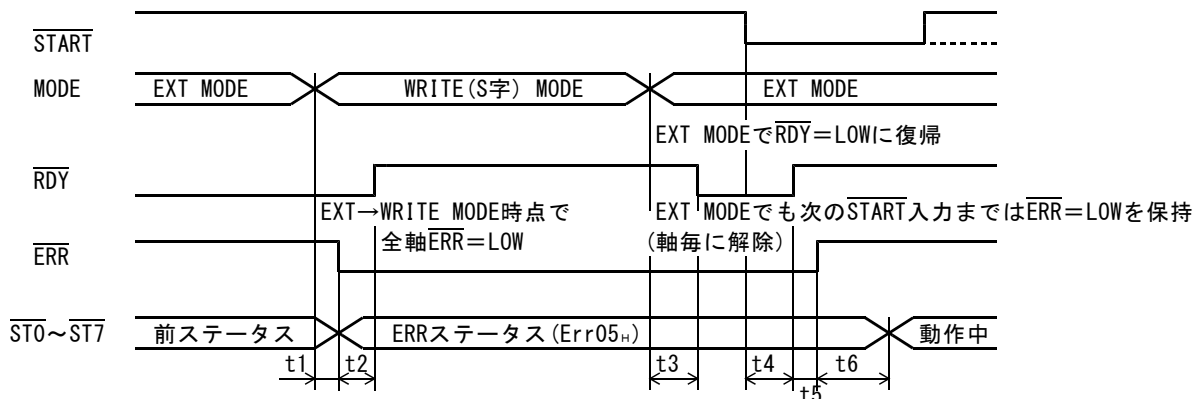 START
MODE EXT MODE WRITE(S字) MODE EXT MODE
EXT MODEでRDY=LOWに復帰
RDY
EXT→WRITE MODE時点で
全軸ERR=LOW
EXT MODEでも次のSTART入力まではERR=LOWを保持
(軸毎に解除)
ERR
ST0~ST7 前ステータス ERRステータス(Err05H) 動作中
t1 t2 t3 t4 t5 t6